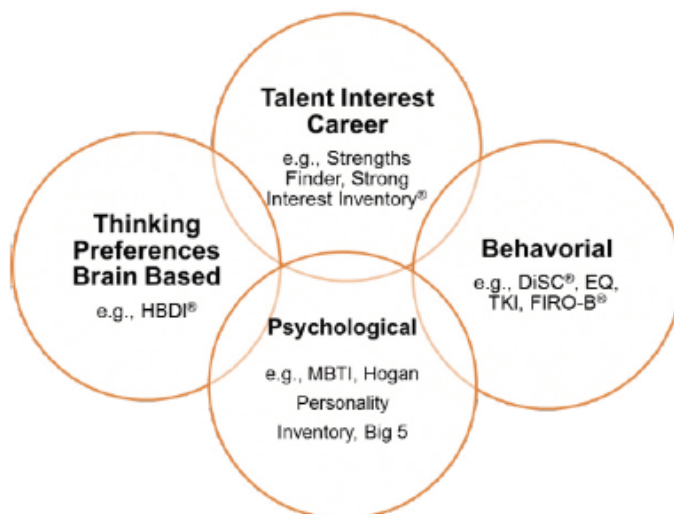 Talent Interest
Career
e.g., Strengths
Finder, Strong
Interest Inventory®
Thinking
Preferences
Brain Based
e.g., HBDI®
Behavorial
e.g., DiSC®, EQ,
TKI, FIRO-B®
Psychological
e.g., MBTI, Hogan
Personality
Inventory, Big 5